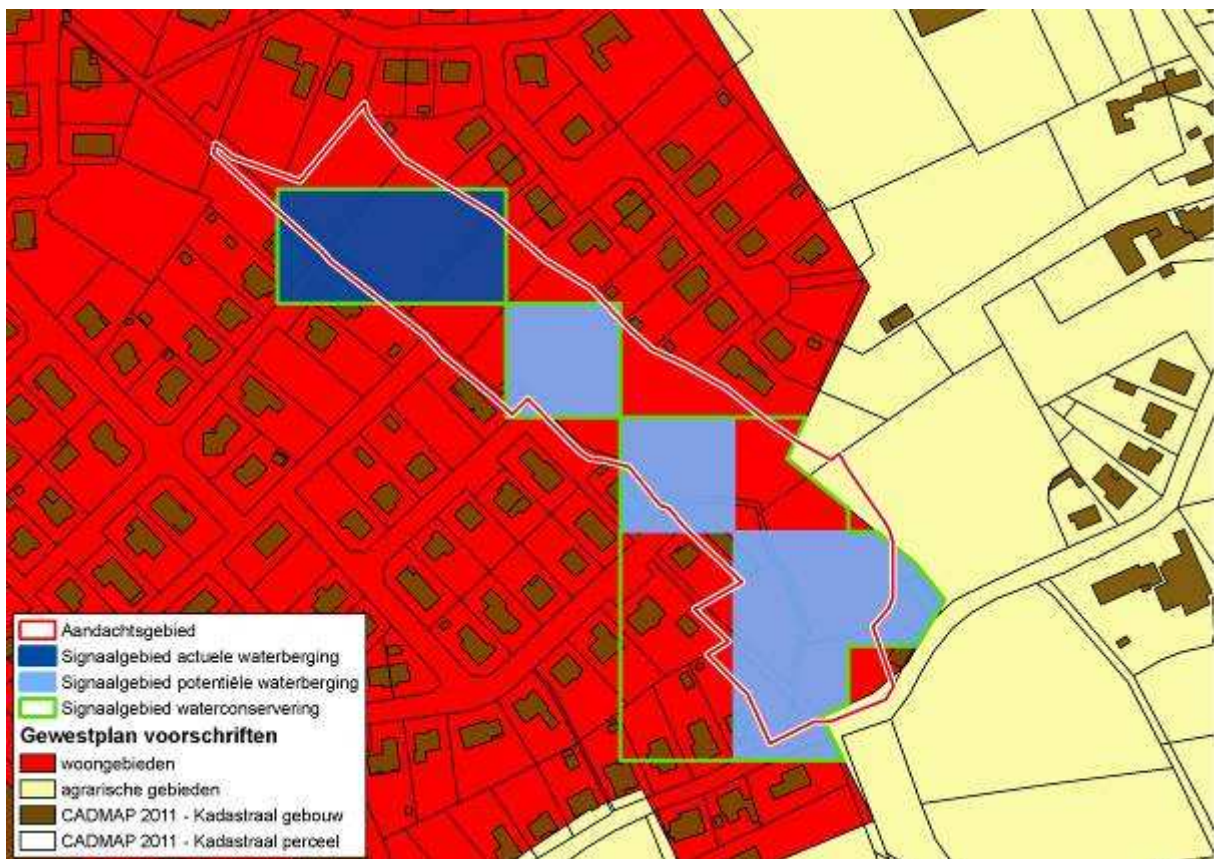 Aandachtsgebied
Signaalgebied actuele waterberging
Signaalgebied potentiële waterberging
Signaalgebied waterconservering
Gewestplan voorschriften
woongebieden
agrarische gebieden
CADMAP 2011 - Kadastraal gebouw
CADMAP 2011 - Kadastraal perceel